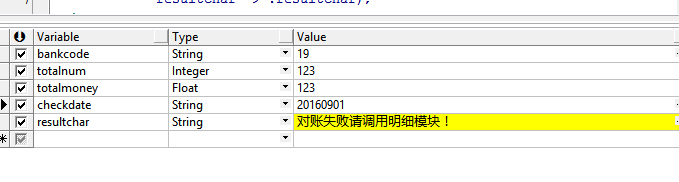 resultchar => :resultchar);
Variable Type Value
bankcode String 19
totalnum Integer 123
totalmoney Float 123
checkdate String 20160901
resultchar String 对账失败请调用明细模块！